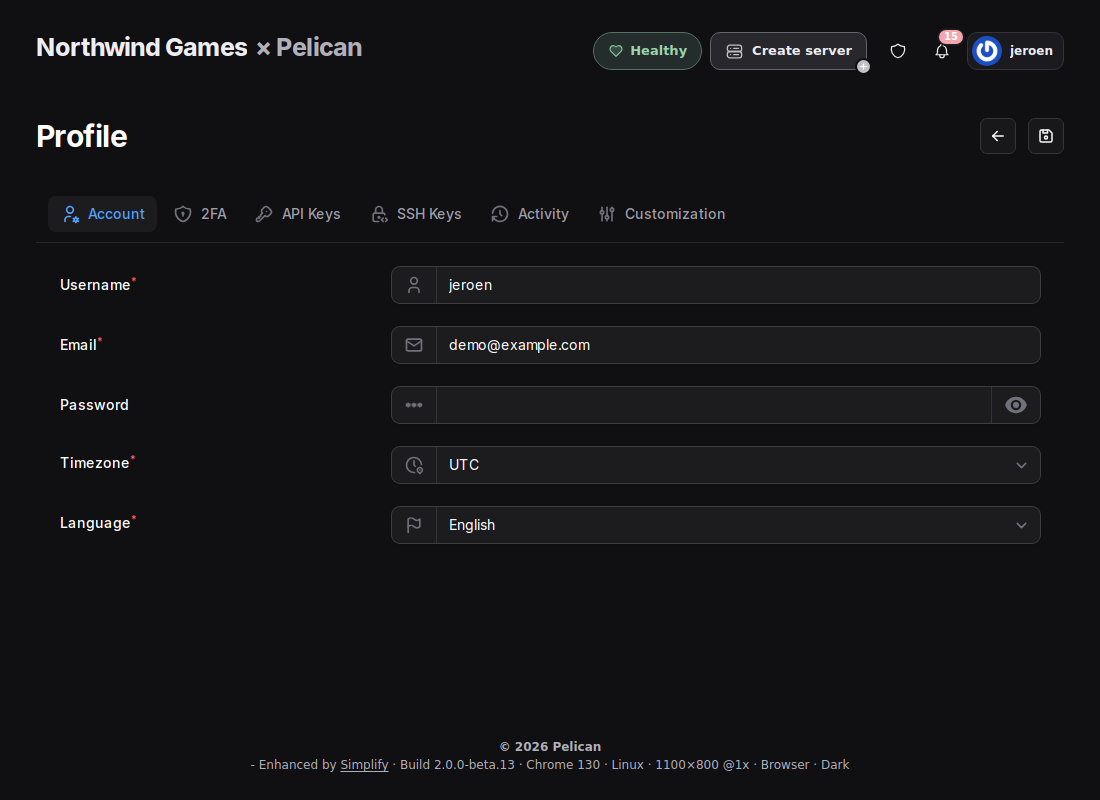 Northwind Games × Pelican
Healthy
Create server
15
jeroen
Profile
Account
2FA
API Keys
SSH Keys
Activity
Customization
Username*
jeroen
Email*
demo@example.com
Password
Timezone*
UTC
Language*
English
© 2026 Pelican
- Enhanced by Simplify · Build 2.0.0-beta.13 · Chrome 130 · Linux · 1100×800 @1x · Browser · Dark